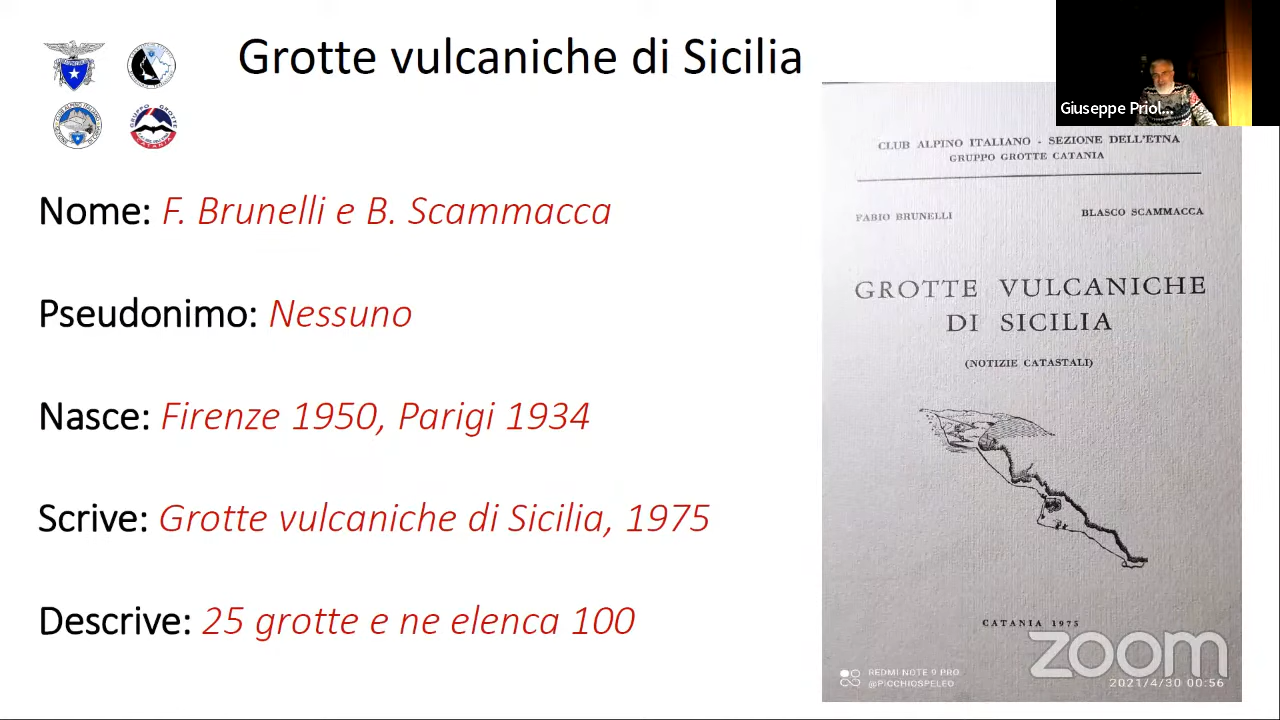 Grotte vulcaniche di Sicilia
Giuseppe Priol...
Nome: F. Brunelli e B. Scammacca
Pseudonimo: Nessuno
Nasce: Firenze 1950, Parigi 1934
Scrive: Grotte vulcaniche di Sicilia, 1975
Descrive: 25 grotte e ne elenca 100
CLUB ALPINO ITALIANO - SEZIONE DELL'ETNA
GRUPPO GROTTE CATANIA
FABIO BRUNELLI BLASCO SCAMMACCA
GROTTE VULCANICHE
DI SICILIA
(NOTIZIE CATASTALI)
CATANIA 1975
zoom
REDMI NOTE 9 PRO
@PICCHIOSPELEO
2021/4/30 00:56